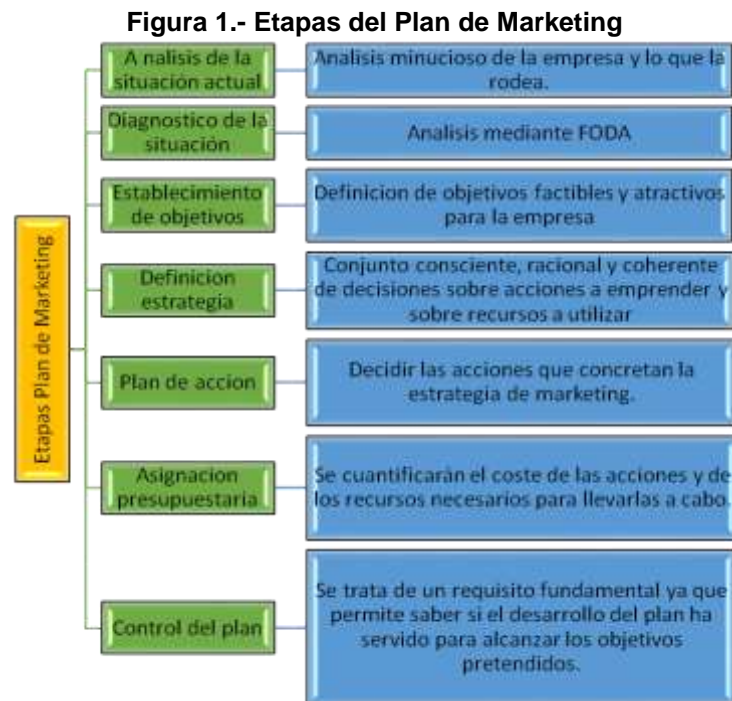 Figura 1.- Etapas del Plan de Marketing
Etapas Plan de Marketing
A nalisis de la
situación actual
Analisis minucioso de la empresa y lo que la
rodea.
Diagnostico de la
situación
Analisis mediante FODA
Establecimiento
de objetivos
Definicion de objetivos factibles y atractivos
para la empresa
Definicion
estrategia
Conjunto consciente, racional y coherente
de decisiones sobre acciones a emprender y
sobre recursos a utilizar
Plan de accion
Decidir las acciones que concretan la
estrategia de marketing.
Asignacion
presupuestaria
Se cuantificarán el coste de las acciones y de
los recursos necesarios para llevarlas a cabo.
Control del plan
Se trata de un requisito fundamental ya que
permite saber si el desarrollo del plan ha
servido para alcanzar los objetivos
pretendidos.